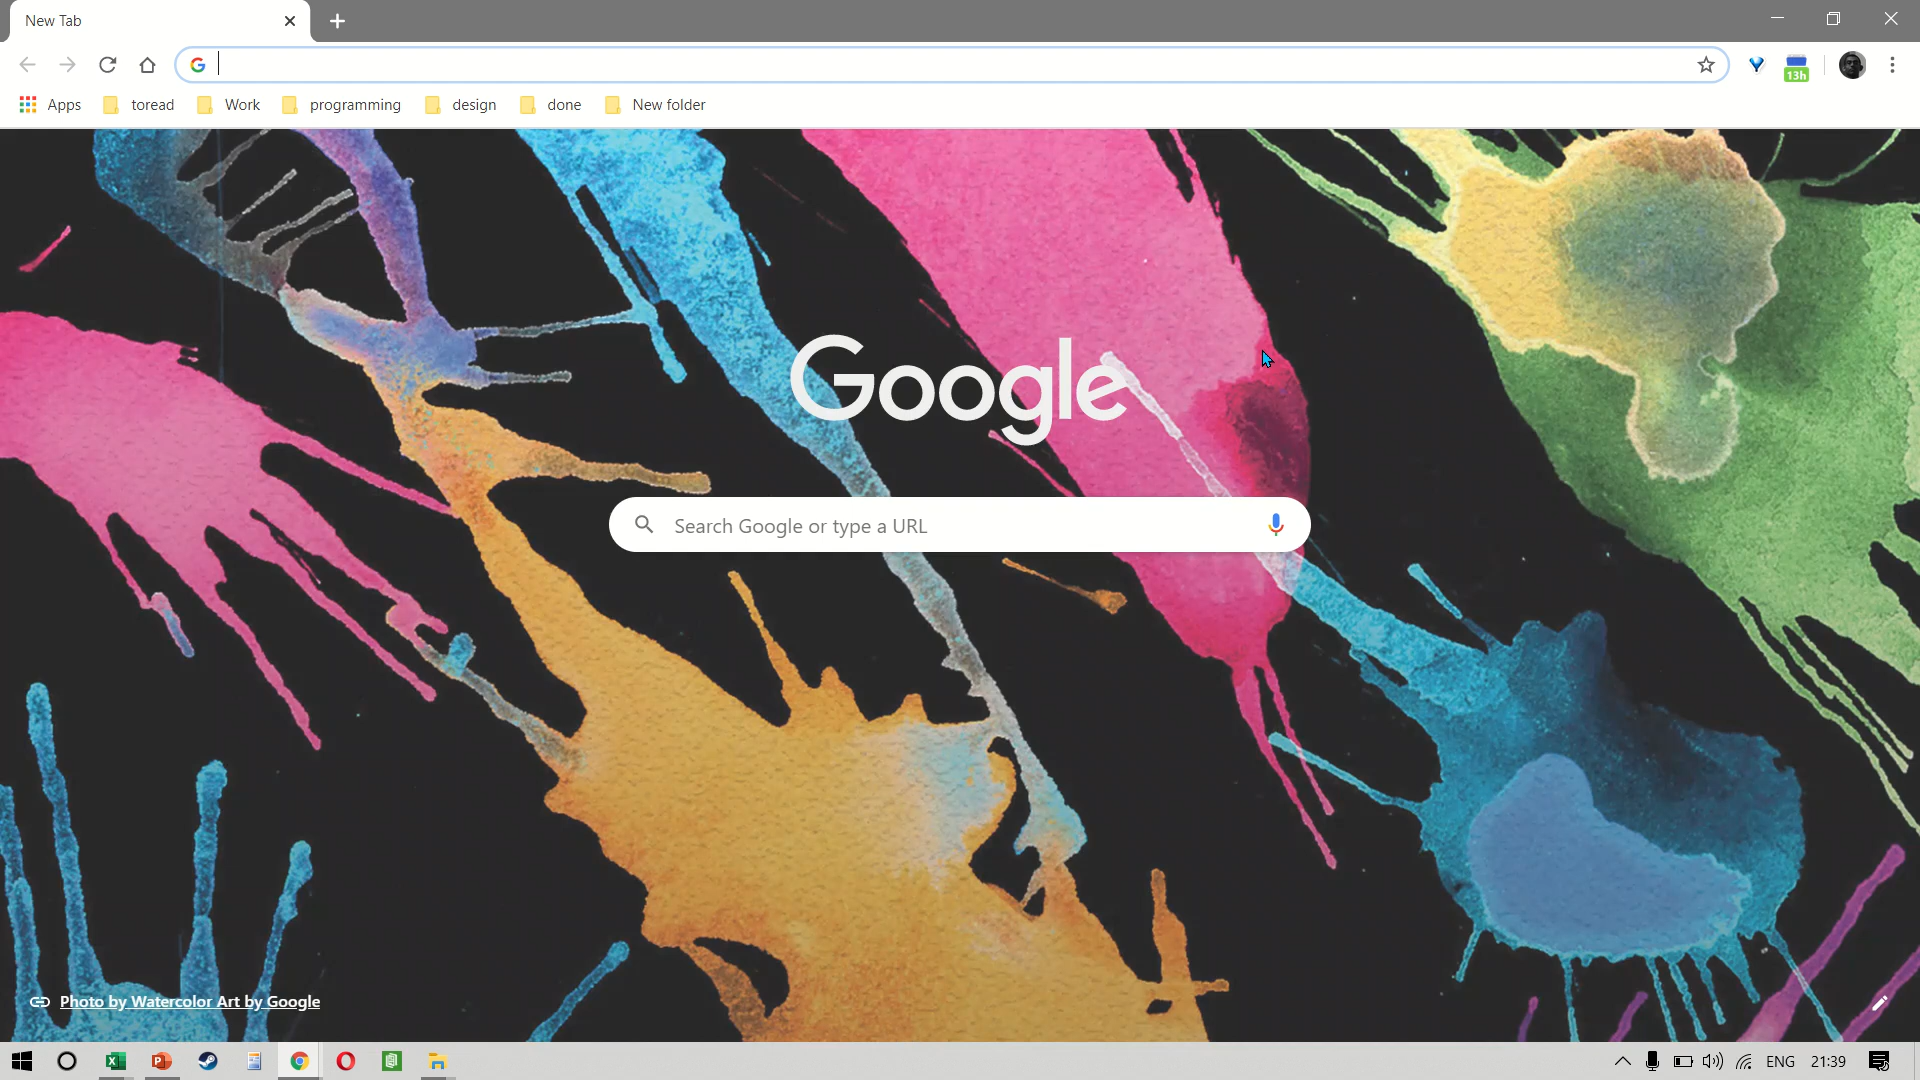 New Tab
13h
Apps toread Work programming design done New folder
Google
Search Google or type a URL
Photo by Watercolor Art by Google
ENG 21:39